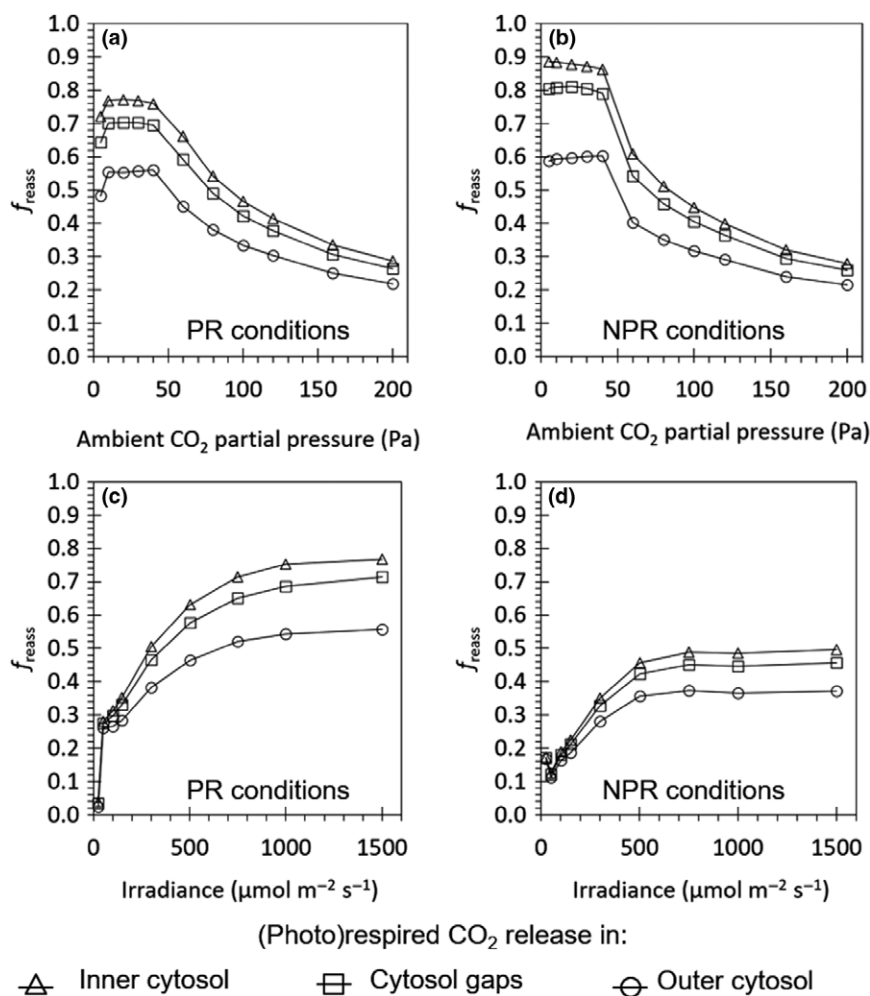 (a)
1.0
0.9
0.8
0.7
0.6
0.5
0.4
0.3
0.2
0.1
0.0
f_reass
PR conditions
0 50 100 150 200
Ambient CO₂ partial pressure (Pa)
(b)
1.0
0.9
0.8
0.7
0.6
0.5
0.4
0.3
0.2
0.1
0.0
f_reass
NPR conditions
0 50 100 150 200
Ambient CO₂ partial pressure (Pa)
(c)
1.0
0.9
0.8
0.7
0.6
0.5
0.4
0.3
0.2
0.1
0.0
f_reass
PR conditions
0 500 1000 1500
Irradiance (µmol m⁻² s⁻¹)
(d)
1.0
0.9
0.8
0.7
0.6
0.5
0.4
0.3
0.2
0.1
0.0
f_reass
NPR conditions
0 500 1000 1500
Irradiance (µmol m⁻² s⁻¹)
(Photo)respired CO₂ release in:
Inner cytosol Cytosol gaps Outer cytosol